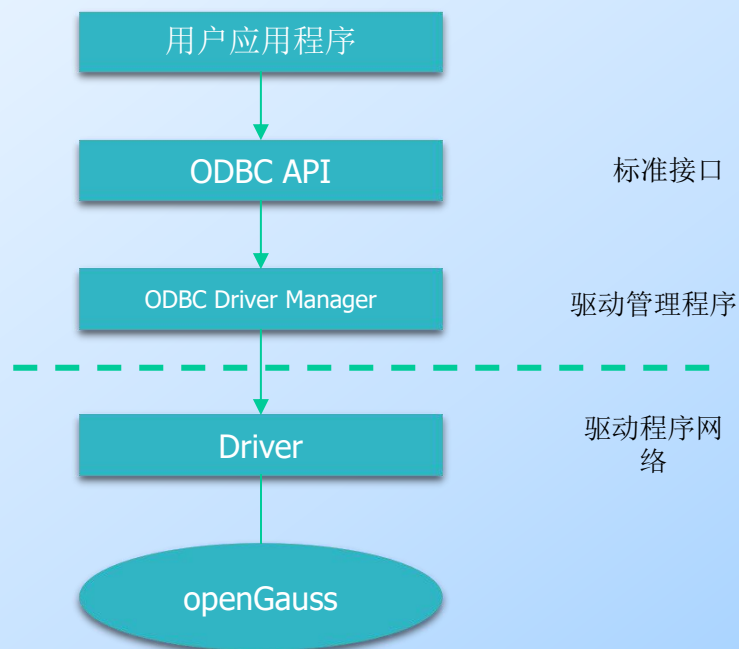 用户应用程序
ODBC API
标准接口
ODBC Driver Manager
驱动管理程序
Driver
驱动程序网
络
openGauss